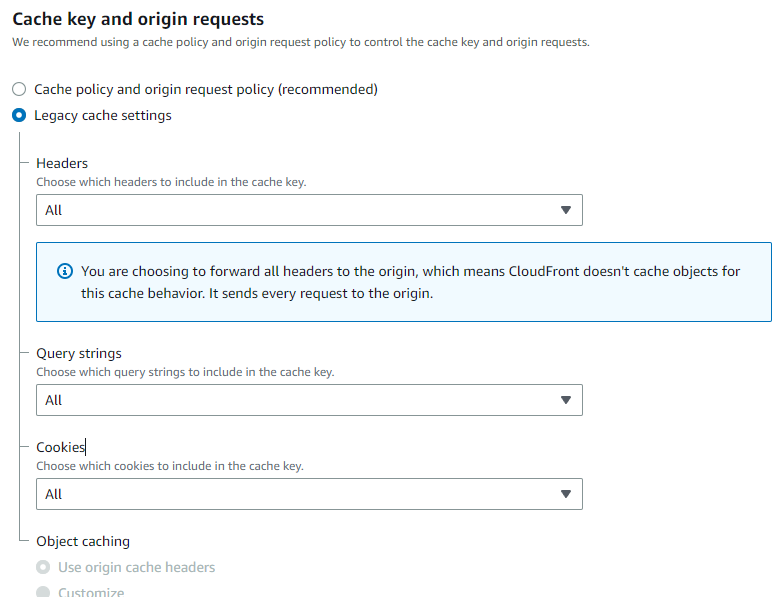 Cache key and origin requests
We recommend using a cache policy and origin request policy to control the cache key and origin requests.
Cache policy and origin request policy (recommended)
Legacy cache settings
Headers
Choose which headers to include in the cache key.
All
You are choosing to forward all headers to the origin, which means CloudFront doesn't cache objects for
this cache behavior. It sends every request to the origin.
Query strings
Choose which query strings to include in the cache key.
All
Cookies
Choose which cookies to include in the cache key.
All
Object caching
Use origin cache headers
Customize